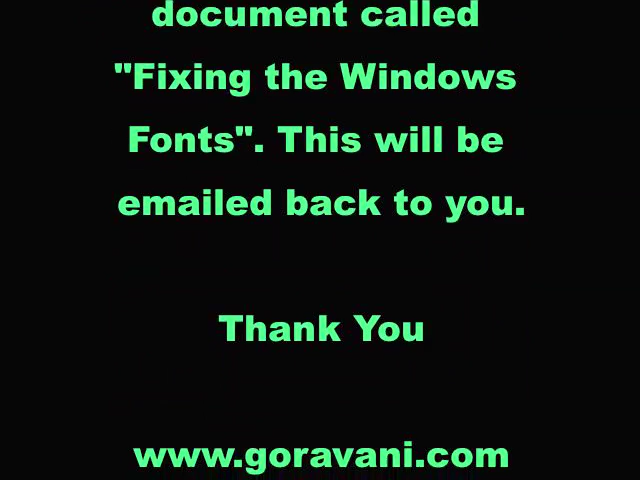 document called
"Fixing the Windows
Fonts". This will be
emailed back to you.
Thank You
www.goravani.com